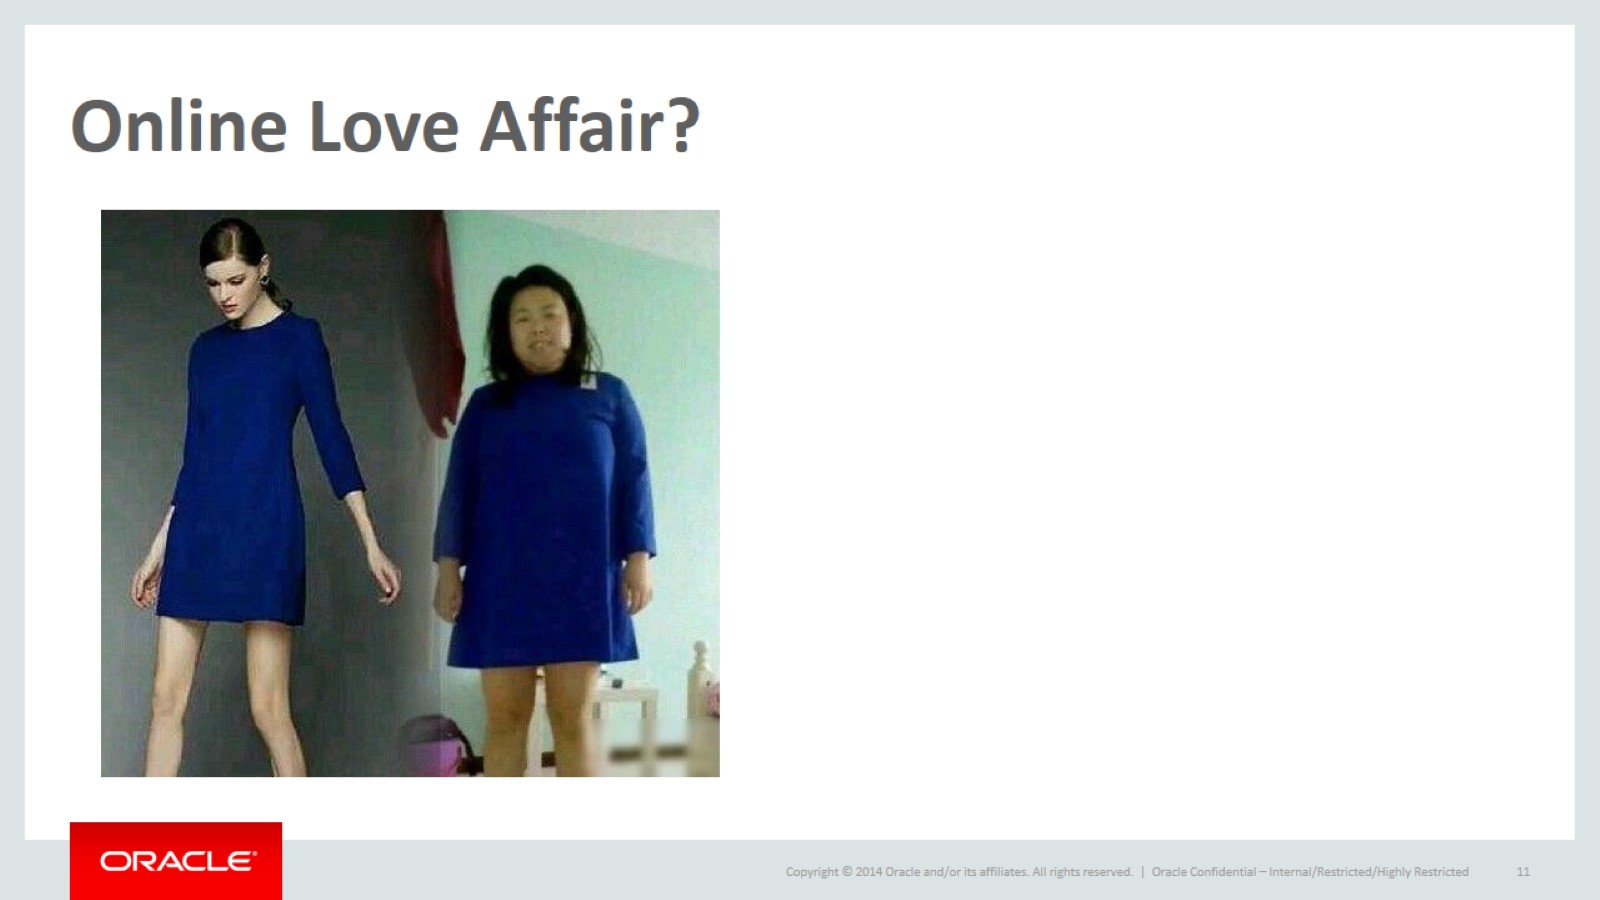 Online Love Affair?
ORACLE
Copyright © 2014 Oracle and/or its affiliates. All rights reserved. | Oracle Confidential – Internal/Restricted/Highly Restricted 11